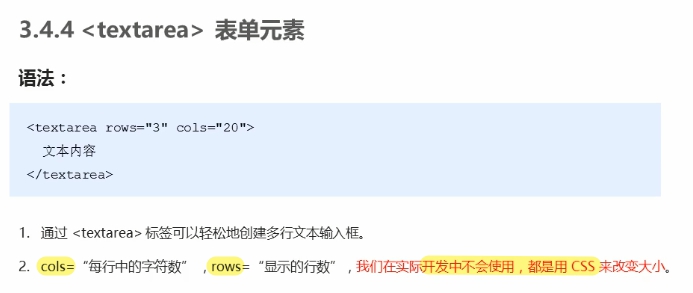 3.4.4 <textarea> 表单元素
语法：
<textarea rows="3" cols="20">
文本内容
</textarea>
1. 通过 <textarea> 标签可以轻松地创建多行文本输入框。
2. cols=“每行中的字符数” ，rows=“显示的行数”，我们在实际开发中不会使用，都是用 CSS 来改变大小。